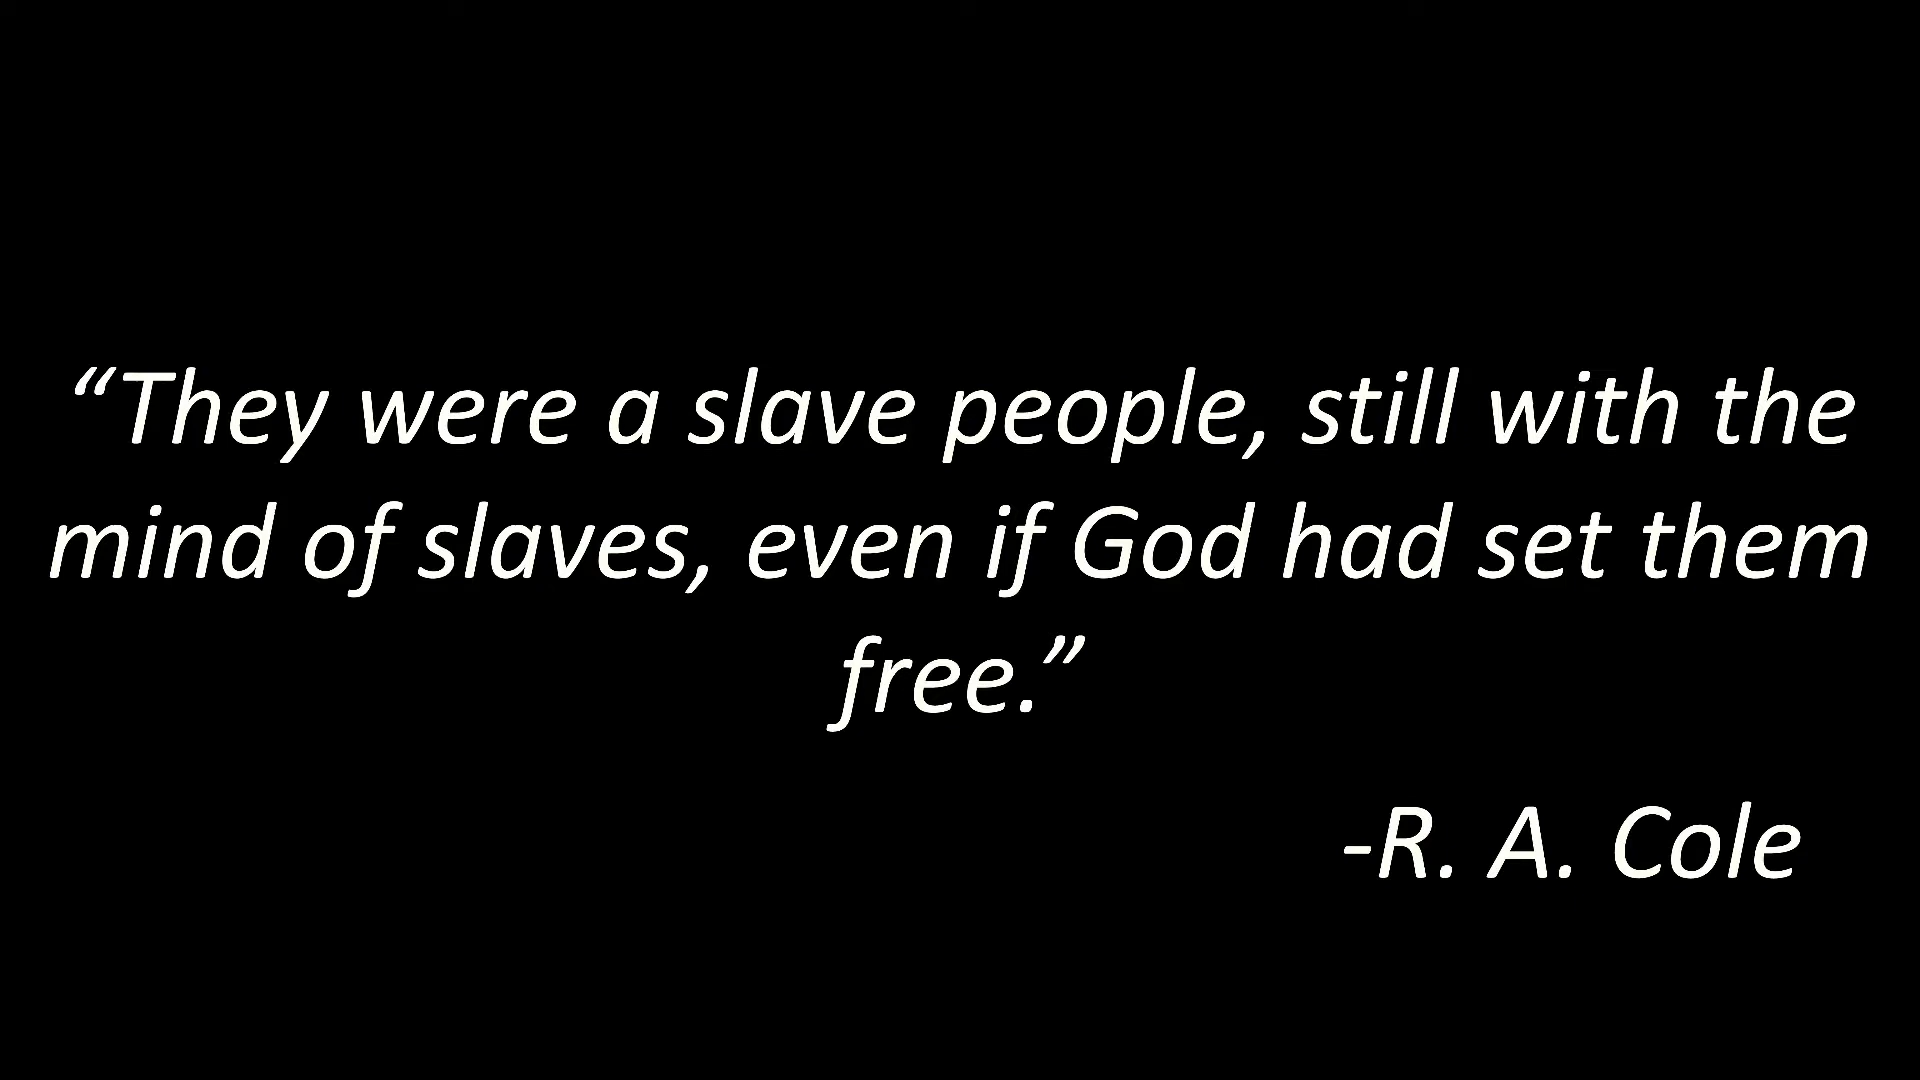 “They were a slave people, still with the
mind of slaves, even if God had set them
free.”
-R. A. Cole